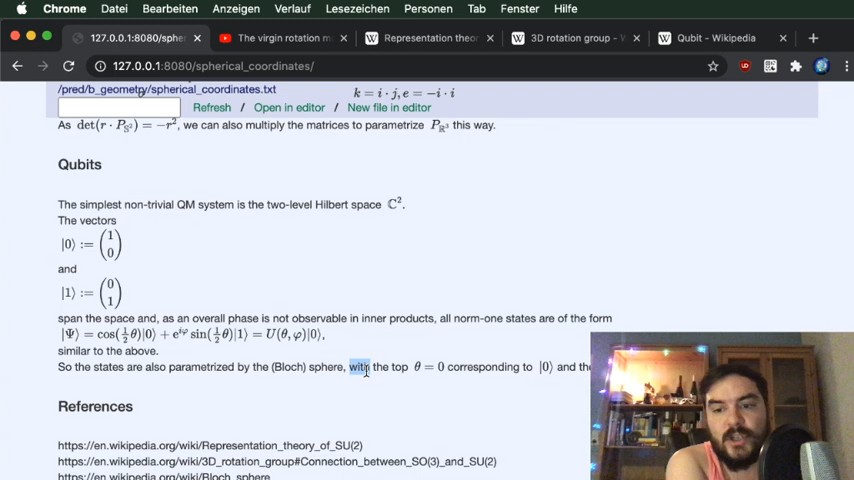 Chrome Datei Bearbeiten Anzeigen Verlauf Lesezeichen Personen Tab Fenster Hilfe
127.0.0.1:8080/sphe The virgin rotation m Representation theo 3D rotation group - W Qubit - Wikipedia
127.0.0.1:8080/spherical_coordinates/
/pred/b_geometry/spherical_coordinates.txt
k = i · j, e = −i · i
Refresh / Open in editor / New file in editor
As det(r · P_𝕊²) = −r², we can also multiply the matrices to parametrize P_ℝ³ this way.
Qubits
The simplest non-trivial QM system is the two-level Hilbert space ℂ².
The vectors
|0⟩ := (1 0)
and
|1⟩ := (0 1)
span the space and, as an overall phase is not observable in inner products, all norm-one states are of the form
|Ψ⟩ = cos(½θ)|0⟩ + e^{iφ} sin(½θ)|1⟩ = U(θ, φ)|0⟩,
similar to the above.
So the states are also parametrized by the (Bloch) sphere, with the top θ = 0 corresponding to |0⟩ and the
References
https://en.wikipedia.org/wiki/Representation_theory_of_SU(2)
https://en.wikipedia.org/wiki/3D_rotation_group#Connection_between_SO(3)_and_SU(2)
https://en.wikipedia.org/wiki/Bloch_sphere